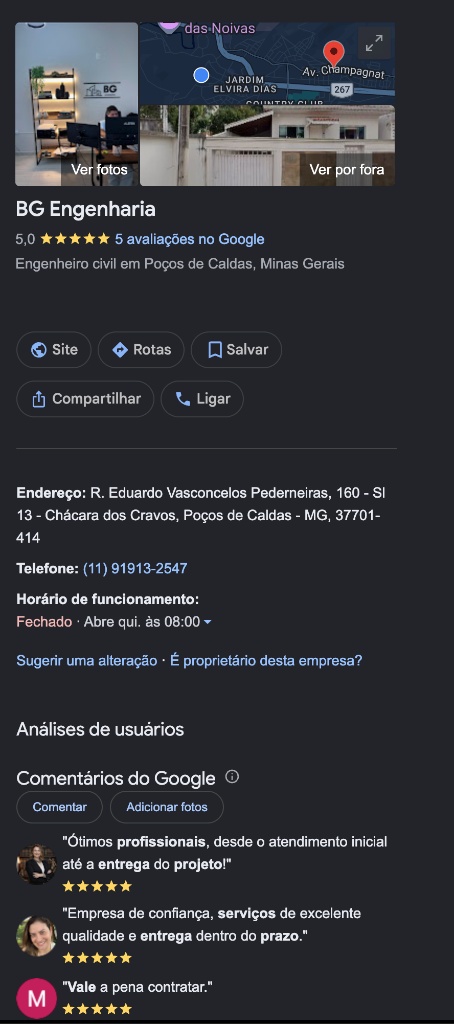 das Noivas
JARDIM
ELVIRA DIAS
Av. Champagnat
267
COUNTRY CLUB
Ver fotos
Ver por fora
BG Engenharia
5,0 ★★★★★ 5 avaliações no Google
Engenheiro civil em Poços de Caldas, Minas Gerais
Site
Rotas
Salvar
Compartilhar
Ligar
Endereço: R. Eduardo Vasconcelos Pederneiras, 160 - Sl
13 - Chácara dos Cravos, Poços de Caldas - MG, 37701-
414
Telefone: (11) 91913-2547
Horário de funcionamento:
Fechado · Abre qui. às 08:00
Sugerir uma alteração · É proprietário desta empresa?
Análises de usuários
Comentários do Google
Comentar
Adicionar fotos
"Ótimos profissionais, desde o atendimento inicial
até a entrega do projeto!"
★★★★★
"Empresa de confiança, serviços de excelente
qualidade e entrega dentro do prazo."
★★★★★
M
"Vale a pena contratar."
★★★★★